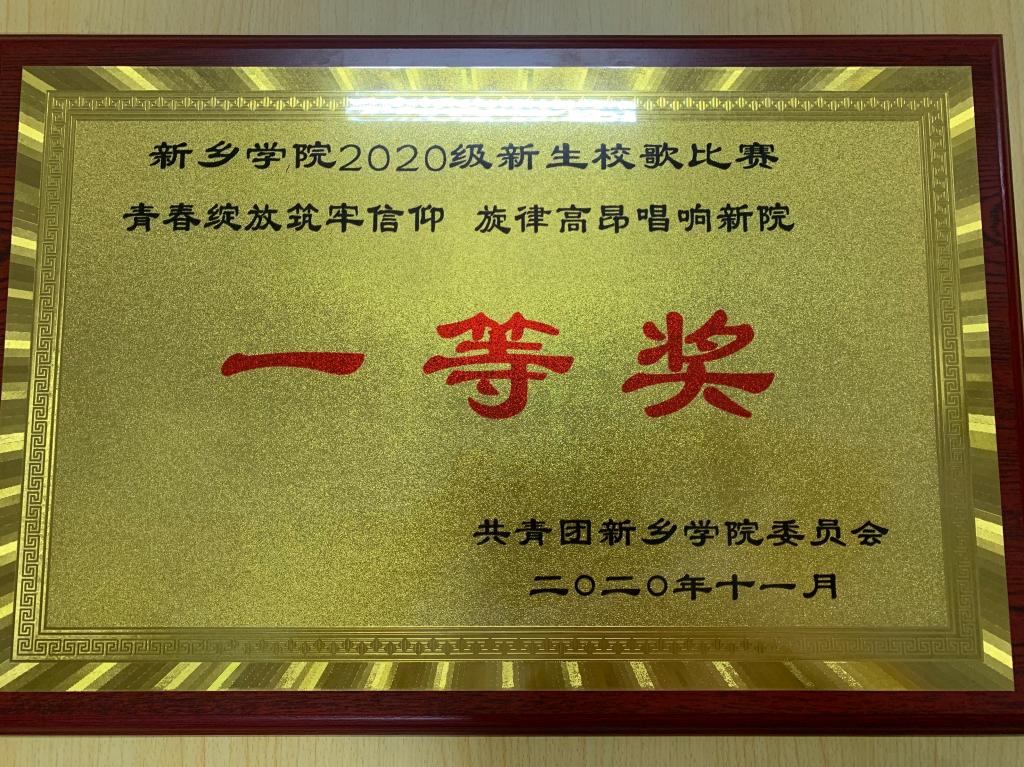 新乡学院2020级新生校歌比赛
青春绽放筑牢信仰 旋律高昂唱响新院
一等奖
共青团新乡学院委员会
二〇二〇年十一月